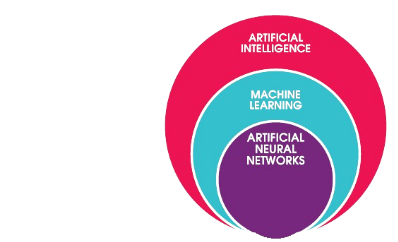 ARTIFICIAL
INTELLIGENCE
MACHINE
LEARNING
ARTIFICIAL
NEURAL
NETWORKS